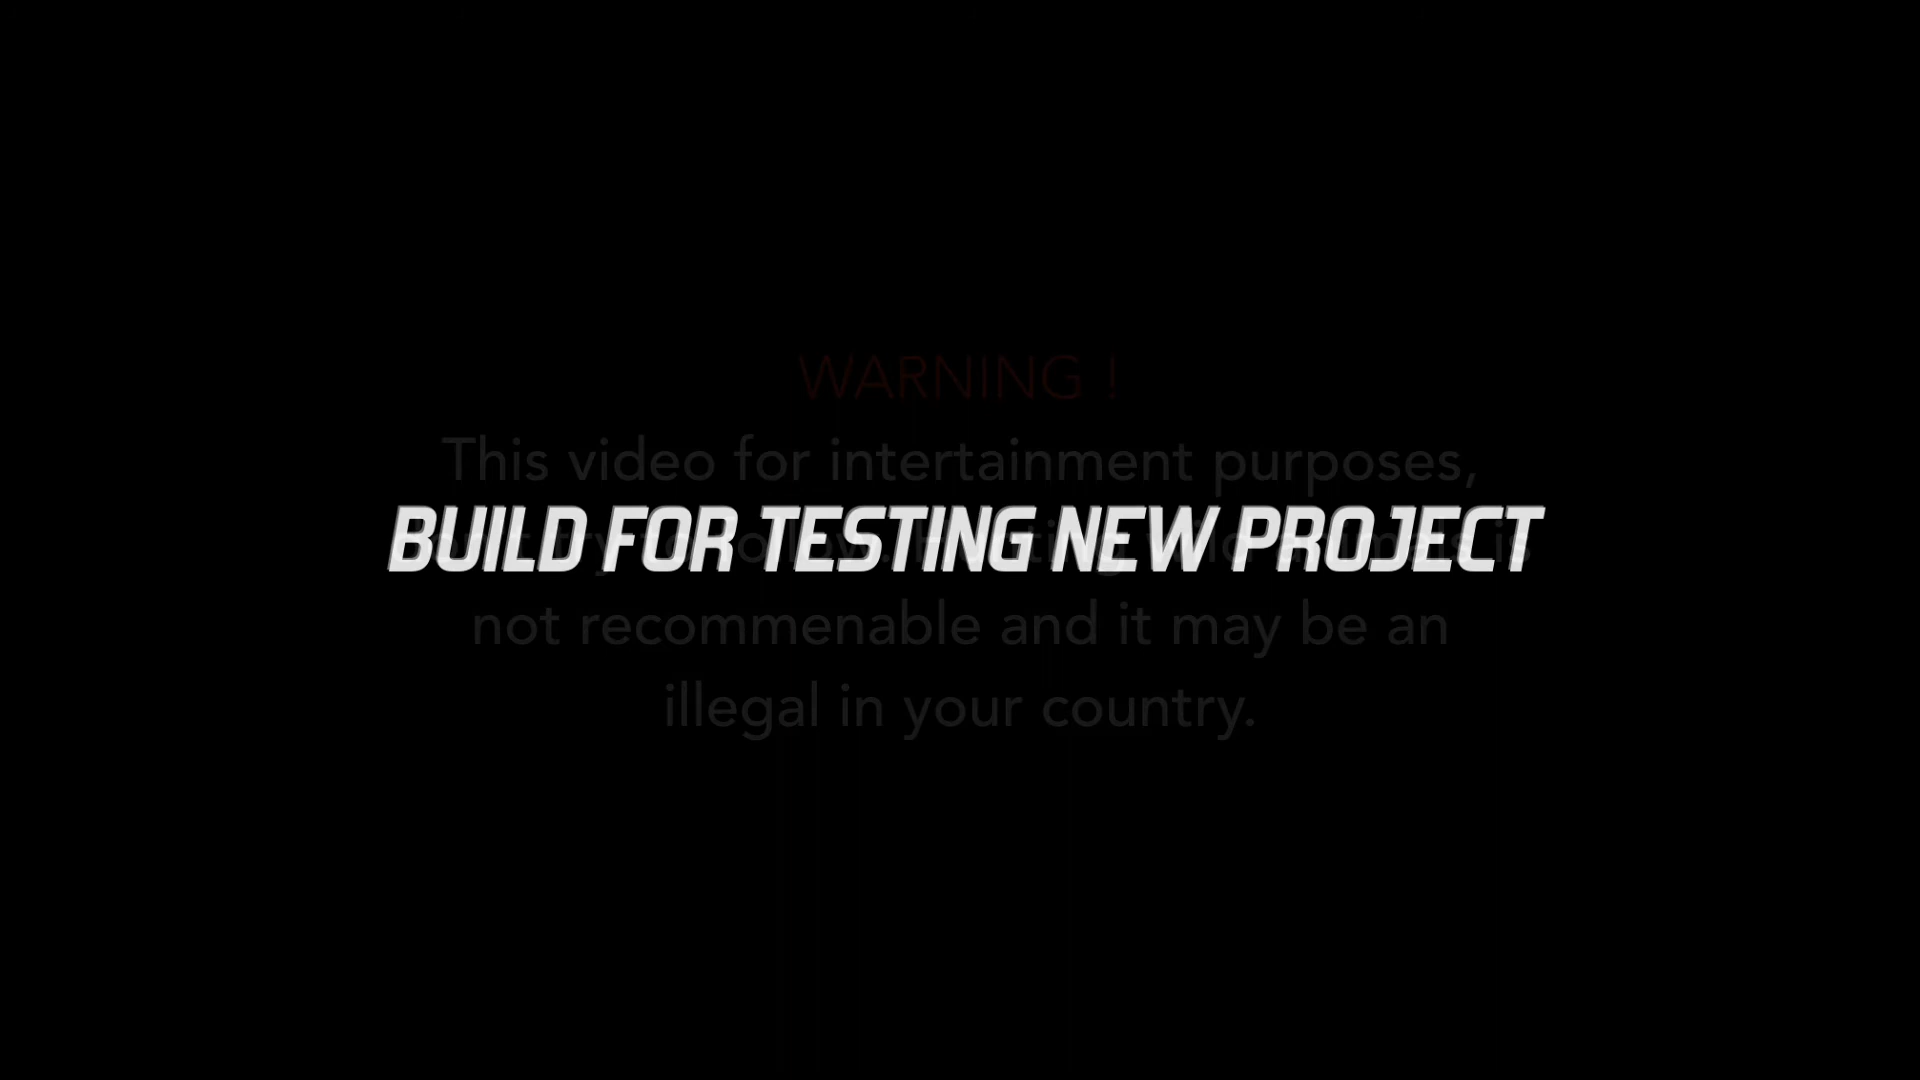 WARNING !
This video for intertainment purposes,
BUILD FOR TESTING NEW PROJECT
is
not recommenable and it may be an
illegal in your country.